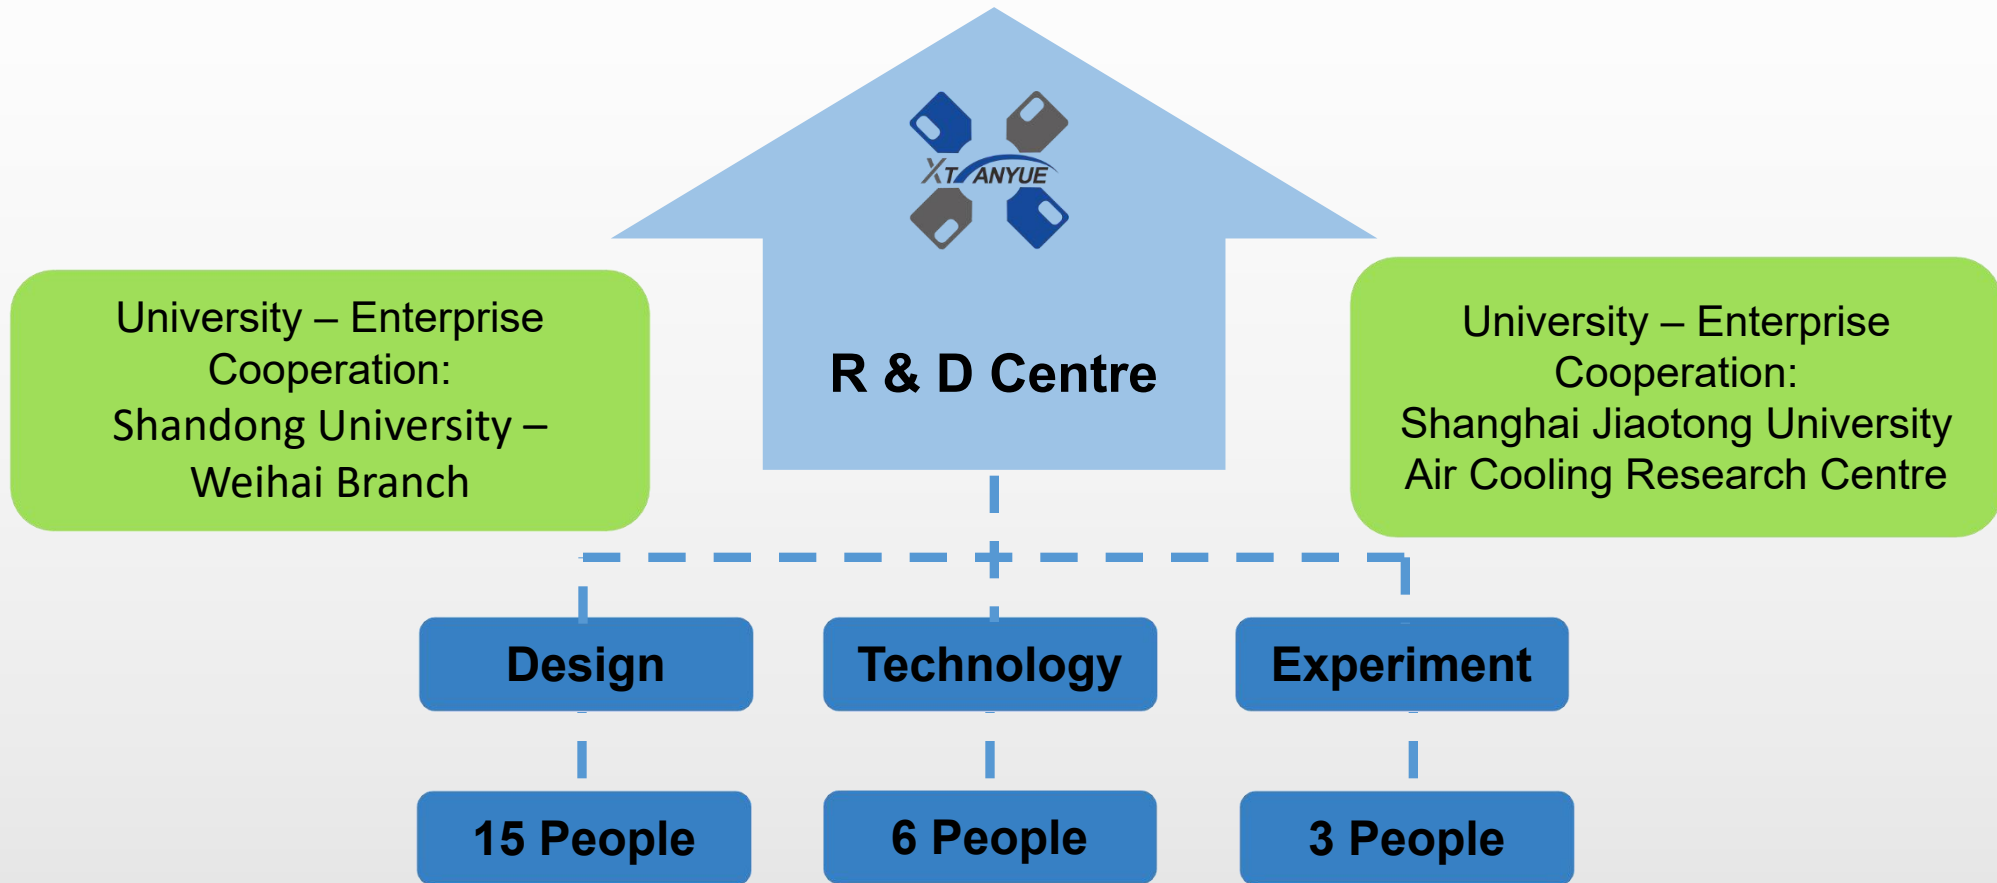 XTANYUE
R & D Centre
University – Enterprise
Cooperation:
Shandong University –
Weihai Branch
University – Enterprise
Cooperation:
Shanghai Jiaotong University
Air Cooling Research Centre
Design
Technology
Experiment
15 People
6 People
3 People